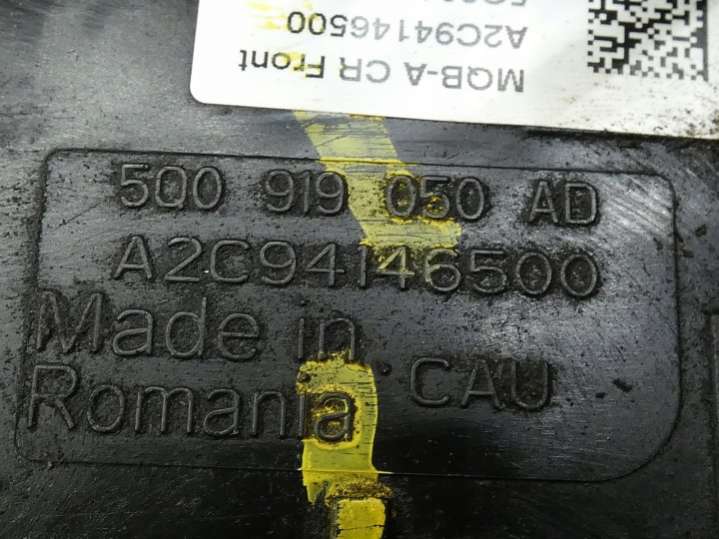 MQB-A CR Front
A2C94146500
5Q0 919 050 AD
A2C94146500
Made in
Romania CAU